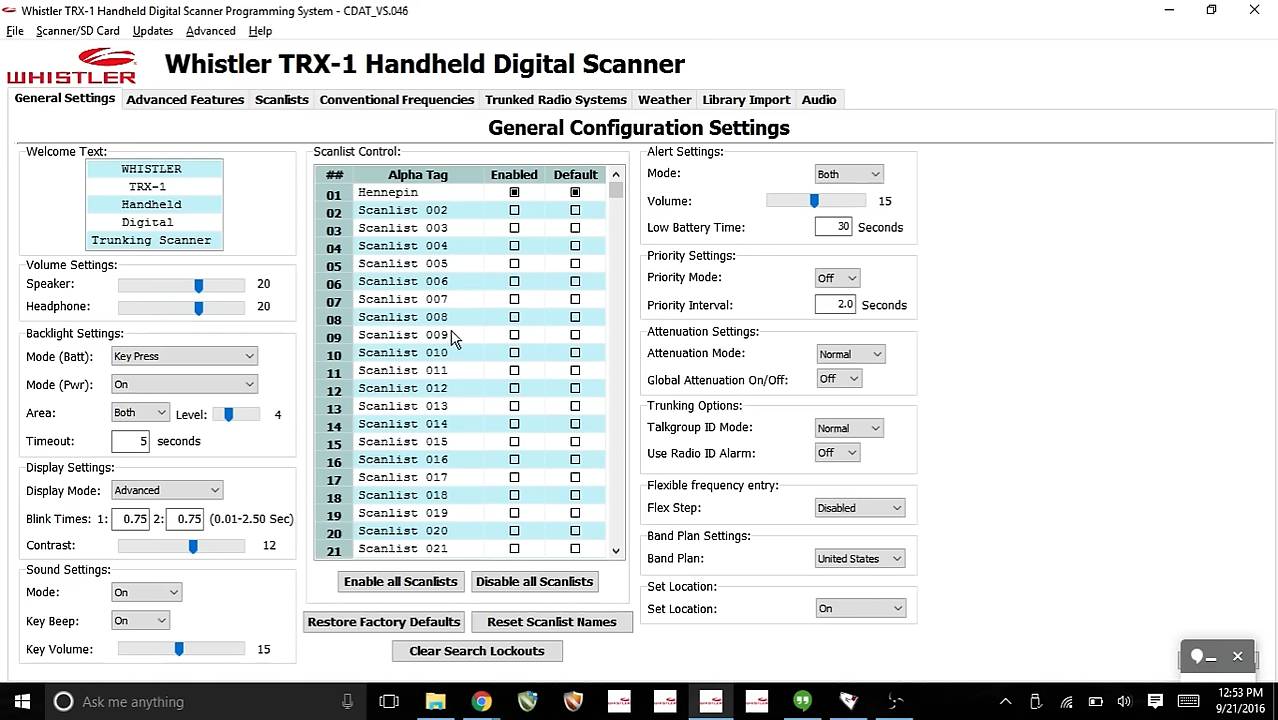 Whistler TRX-1 Handheld Digital Scanner Programming System - CDAT_VS.046
File Scanner/SD Card Updates Advanced Help
WHISTLER
Whistler TRX-1 Handheld Digital Scanner
General Settings Advanced Features Scanlists Conventional Frequencies Trunked Radio Systems Weather Library Import Audio
General Configuration Settings
Welcome Text:
WHISTLER
TRX-1
Handheld
Digital
Trunking Scanner
Volume Settings:
Speaker: 20
Headphone: 20
Backlight Settings:
Mode (Batt): Key Press
Mode (Pwr): On
Area: Both Level: 4
Timeout: 5 seconds
Display Settings:
Display Mode: Advanced
Blink Times: 1: 0.75 2: 0.75 (0.01-2.50 Sec)
Contrast: 12
Sound Settings:
Mode: On
Key Beep: On
Key Volume: 15
Scanlist Control:
## Alpha Tag Enabled Default
01 Hennepin
02 Scanlist 002
03 Scanlist 003
04 Scanlist 004
05 Scanlist 005
06 Scanlist 006
07 Scanlist 007
08 Scanlist 008
09 Scanlist 009
10 Scanlist 010
11 Scanlist 011
12 Scanlist 012
13 Scanlist 013
14 Scanlist 014
15 Scanlist 015
16 Scanlist 016
17 Scanlist 017
18 Scanlist 018
19 Scanlist 019
20 Scanlist 020
21 Scanlist 021
Enable all Scanlists Disable all Scanlists
Restore Factory Defaults Reset Scanlist Names
Clear Search Lockouts
Alert Settings:
Mode: Both
Volume: 15
Low Battery Time: 30 Seconds
Priority Settings:
Priority Mode: Off
Priority Interval: 2.0 Seconds
Attenuation Settings:
Attenuation Mode: Normal
Global Attenuation On/Off: Off
Trunking Options:
Talkgroup ID Mode: Normal
Use Radio ID Alarm: Off
Flexible frequency entry:
Flex Step: Disabled
Band Plan Settings:
Band Plan: United States
Set Location:
Set Location: On
Ask me anything
12:53 PM
9/21/2016